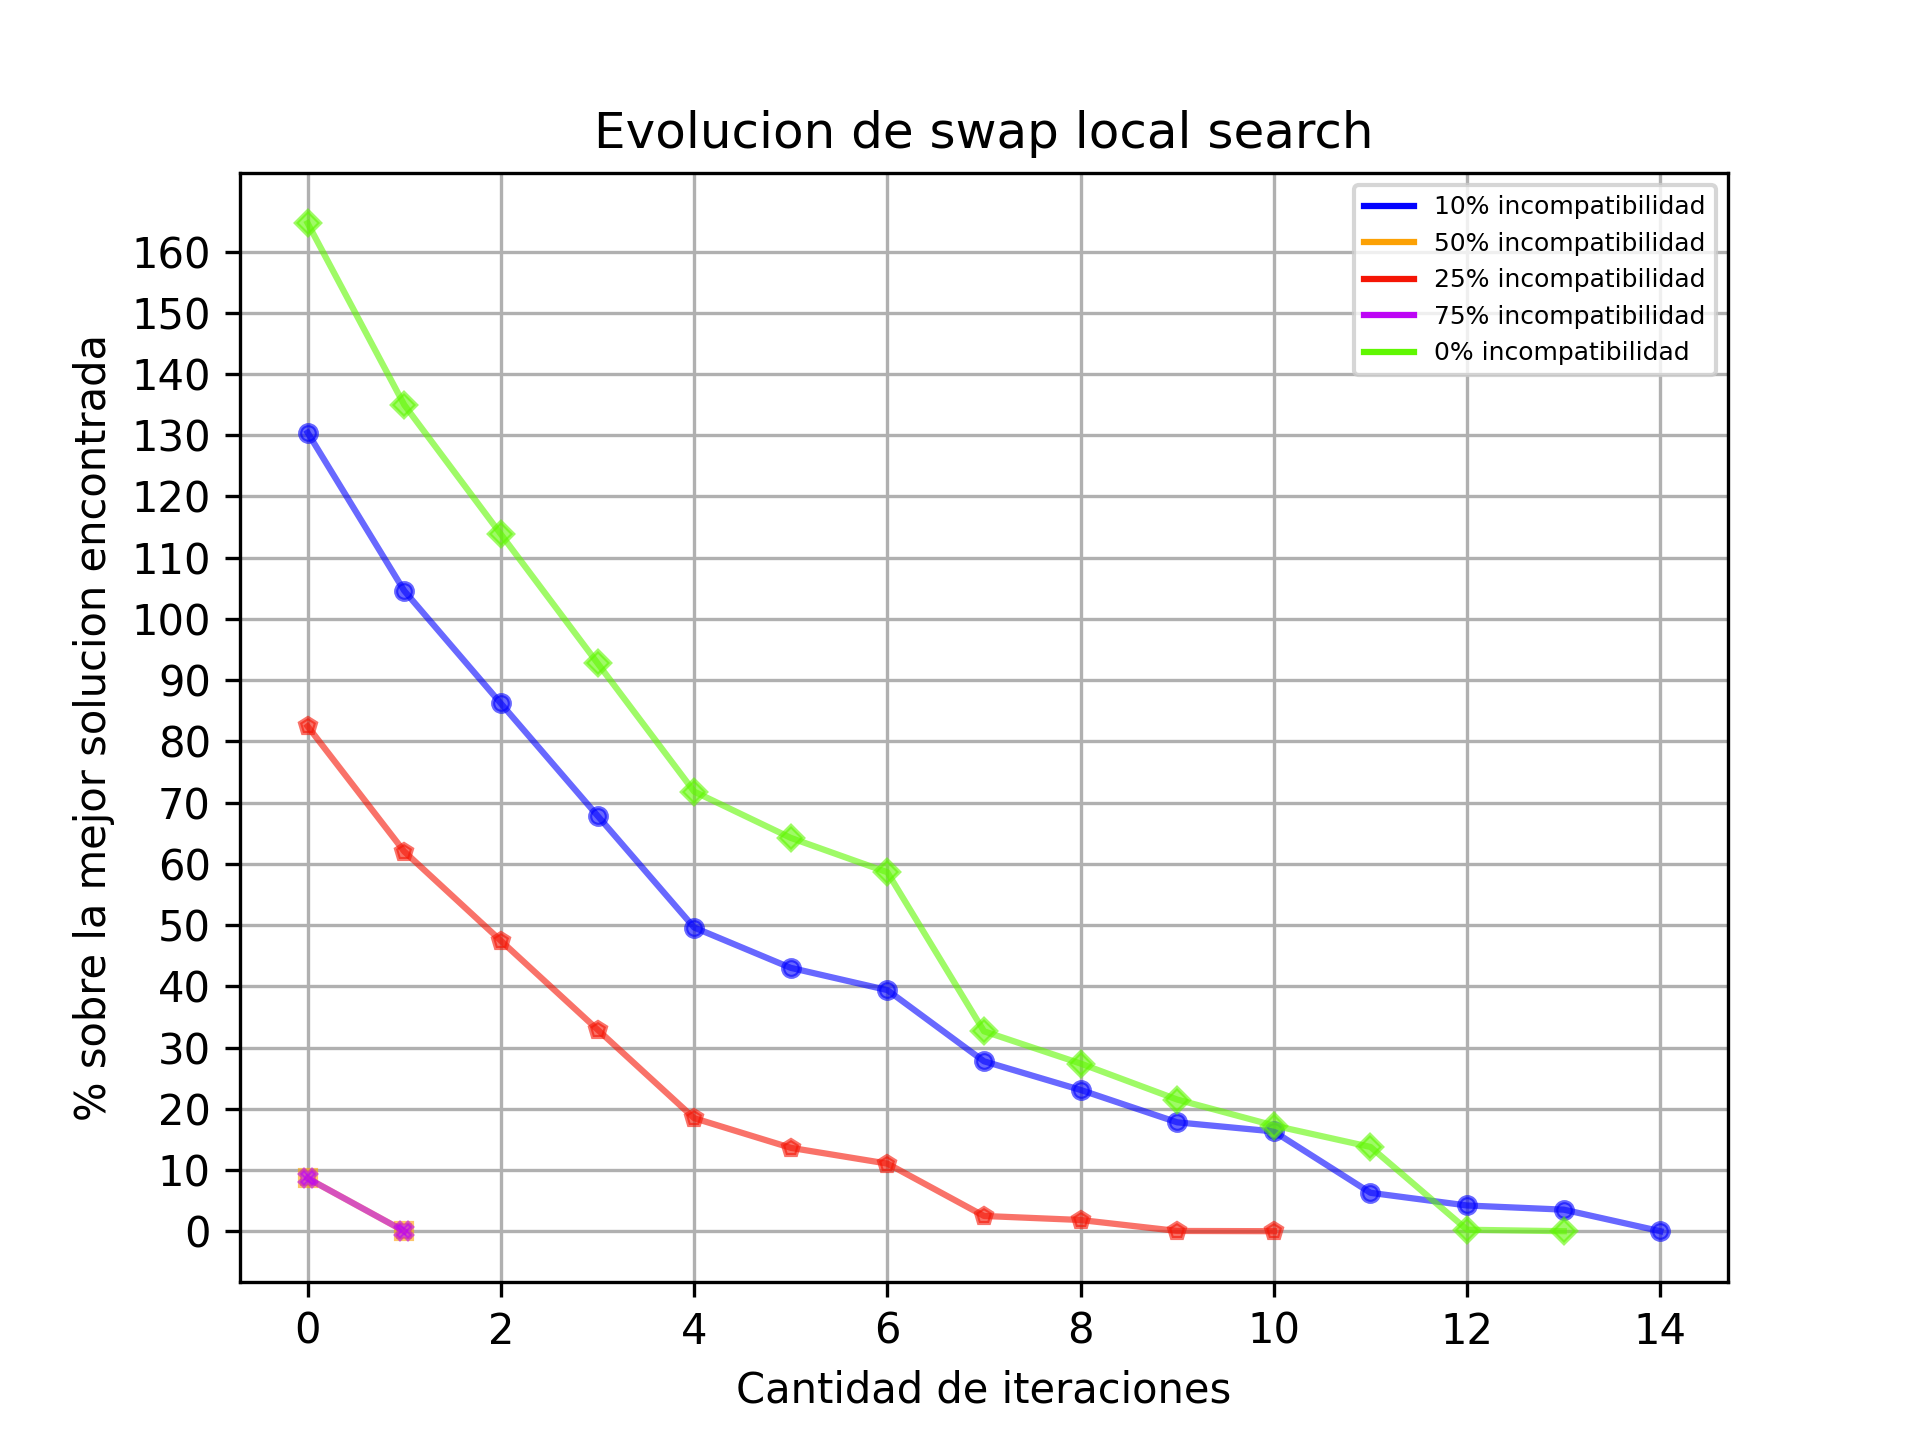 Evolucion de swap local search
10% incompatibilidad
50% incompatibilidad
25% incompatibilidad
75% incompatibilidad
0% incompatibilidad
% sobre la mejor solucion encontrada
160
150
140
130
120
110
100
90
80
70
60
50
40
30
20
10
0
0 2 4 6 8 10 12 14
Cantidad de iteraciones